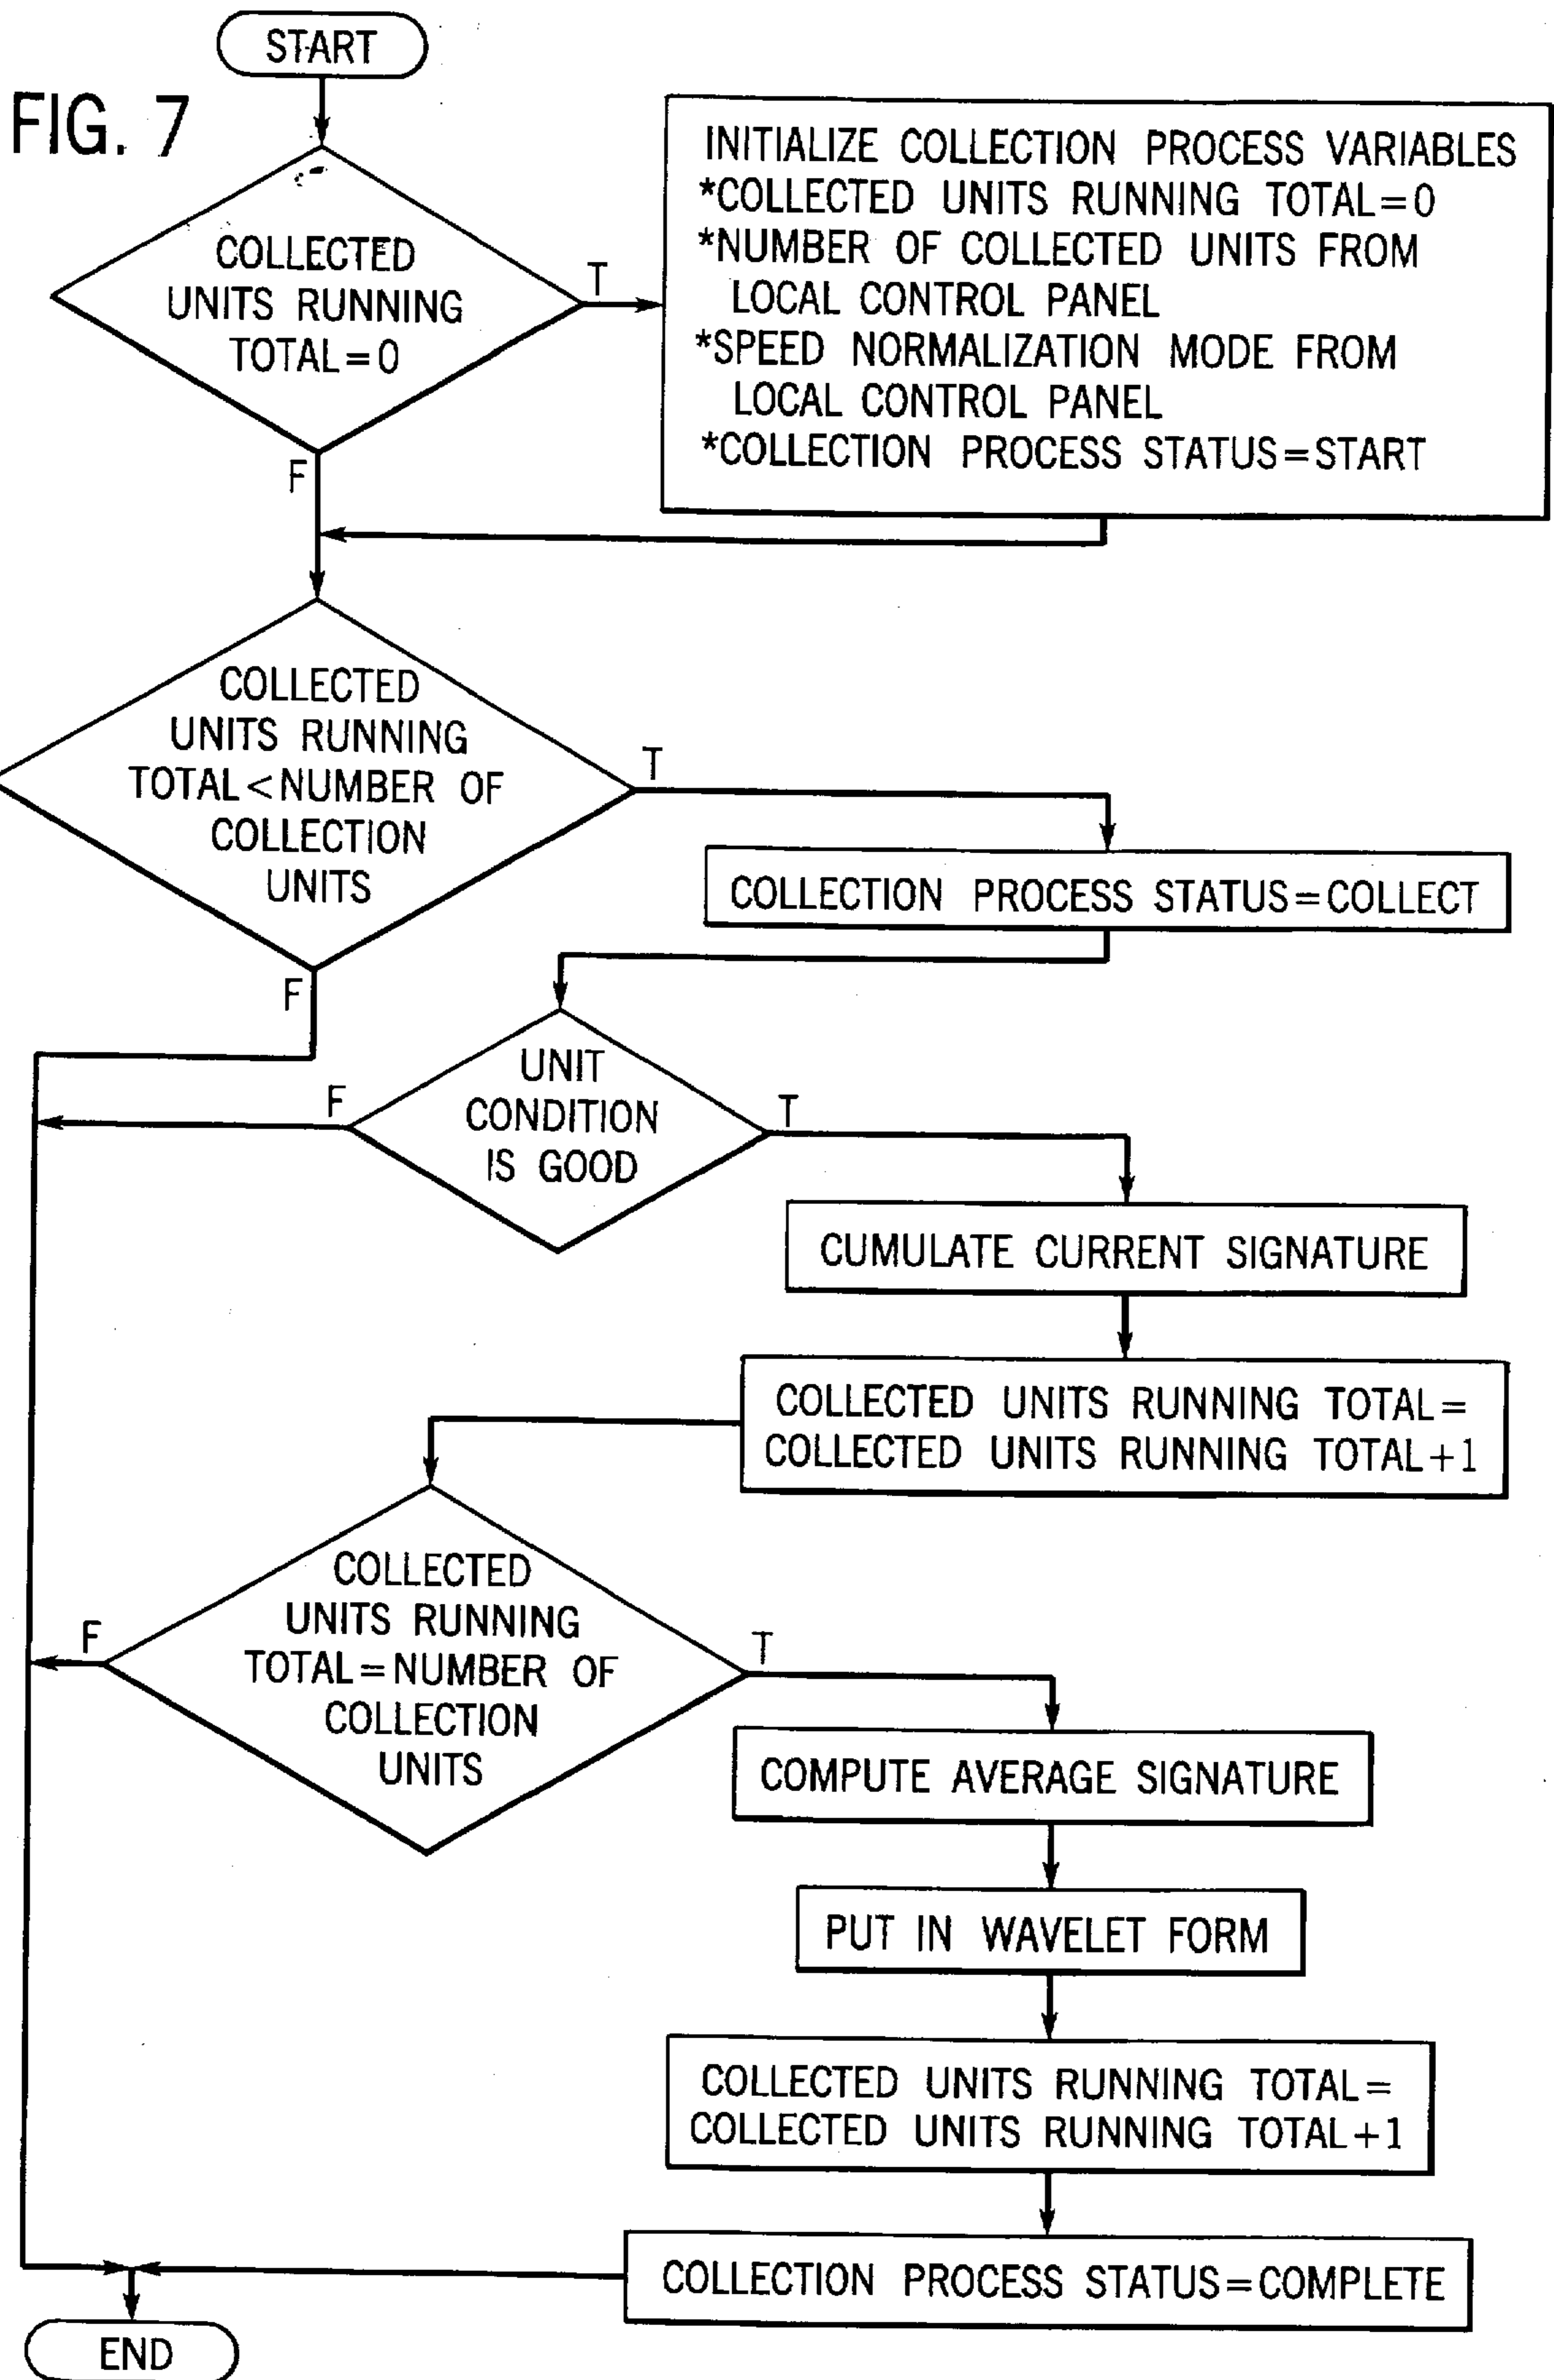 START
FIG. 7
COLLECTED
UNITS RUNNING
TOTAL=0
T
INITIALIZE COLLECTION PROCESS VARIABLES
*COLLECTED UNITS RUNNING TOTAL=0
*NUMBER OF COLLECTED UNITS FROM
LOCAL CONTROL PANEL
*SPEED NORMALIZATION MODE FROM
LOCAL CONTROL PANEL
*COLLECTION PROCESS STATUS=START
F
COLLECTED
UNITS RUNNING
TOTAL<NUMBER OF
COLLECTION
UNITS
T
COLLECTION PROCESS STATUS=COLLECT
F
UNIT
CONDITION
IS GOOD
F
T
CUMULATE CURRENT SIGNATURE
COLLECTED UNITS RUNNING TOTAL=
COLLECTED UNITS RUNNING TOTAL+1
COLLECTED
UNITS RUNNING
TOTAL=NUMBER OF
COLLECTION
UNITS
F
T
COMPUTE AVERAGE SIGNATURE
PUT IN WAVELET FORM
COLLECTED UNITS RUNNING TOTAL=
COLLECTED UNITS RUNNING TOTAL+1
COLLECTION PROCESS STATUS=COMPLETE
END